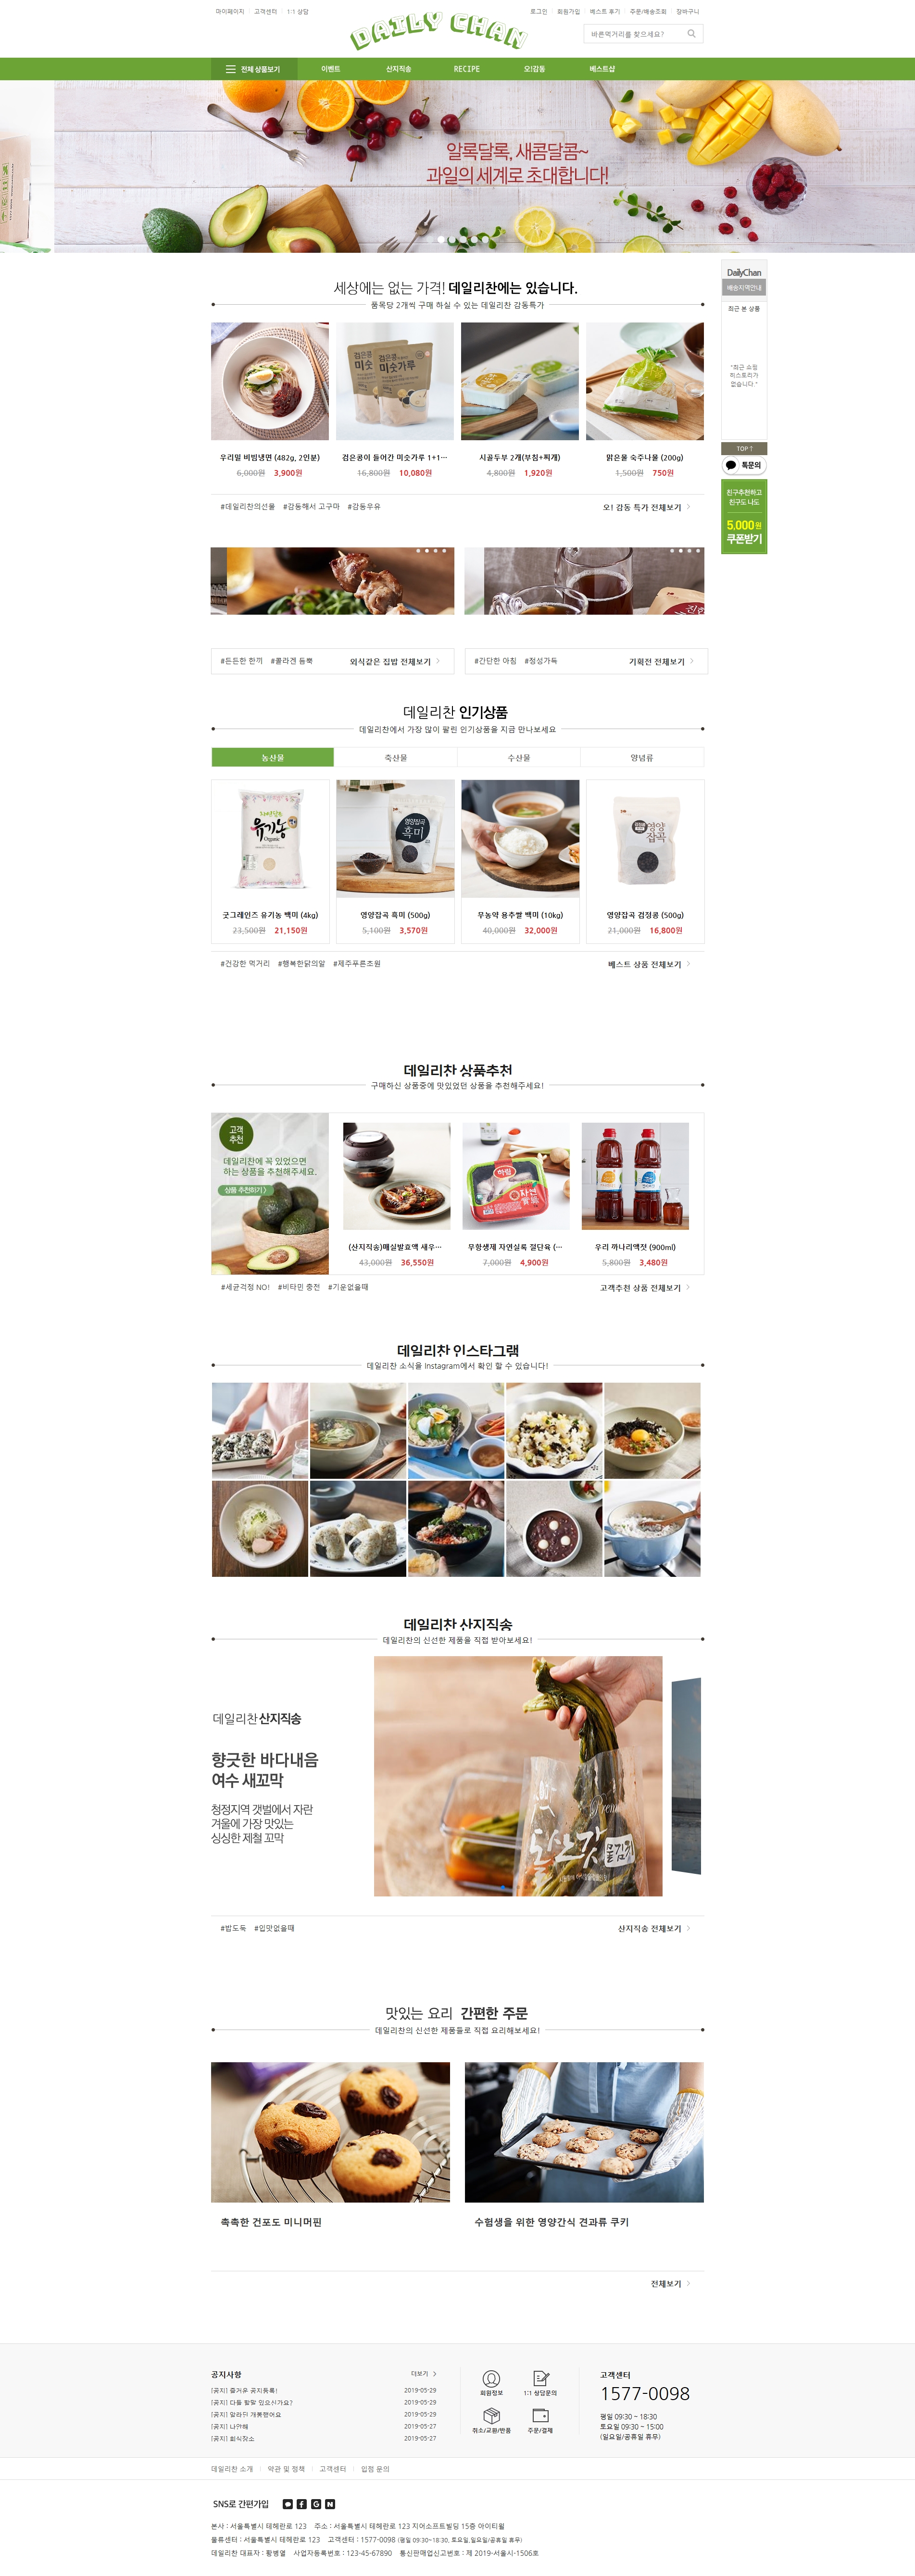 마이페이지 고객센터 1:1 상담
DAILY CHAN
로그인 회원가입 베스트 후기 주문/배송조회 장바구니
바른먹거리를 찾으세요?
전체 상품보기 이벤트 산지직송 RECIPE 오!감동 베스트샵
알록달록, 새콤달콤~
과일의 세계로 초대합니다!
DailyChan
배송지역안내
최근 본 상품
"최근 쇼핑
히스토리가
없습니다."
TOP ↑
톡문의
친구추천하고
친구도 나도
5,000원
쿠폰받기
세상에는 없는 가격! 데일리찬에는 있습니다.
품목당 2개씩 구매 하실 수 있는 데일리찬 감동특가
검은콩
미숫가루
우리밀 비빔냉면 (482g, 2인분) 검은콩이 들어간 미숫가루 1+1… 시골두부 2개(부침+찌개) 맑은물 숙주나물 (200g)
6,000원 3,900원 16,800원 10,080원 4,800원 1,920원 1,500원 750원
#데일리찬의선물 #감동해서 고구마 #감동우유 오! 감동 특가 전체보기
#든든한 한끼 #콜라겐 듬뿍 외식같은 집밥 전체보기
#간단한 아침 #정성가득 기획전 전체보기
데일리찬 인기상품
데일리찬에서 가장 많이 팔린 인기상품을 지금 만나보세요
농산물 축산물 수산물 양념류
유기농
Organic
영양잡곡
흑미
영양
잡곡
굿그레인즈 유기농 백미 (4kg) 영양잡곡 흑미 (500g) 무농약 용추쌀 백미 (10kg) 영양잡곡 검정콩 (500g)
23,500원 21,150원 5,100원 3,570원 40,000원 32,000원 21,000원 16,800원
#건강한 먹거리 #행복한닭의알 #제주푸른초원 베스트 상품 전체보기
데일리찬 상품추천
구매하신 상품중에 맛있었던 상품을 추천해주세요!
고객
추천
데일리찬에 꼭 있었으면
하는 상품을 추천해주세요.
상품 추천하기 >
하림
(산지직송)매실발효액 새우… 무항생제 자연실록 절단육 (… 우리 까나리액젓 (900ml)
43,000원 36,550원 7,000원 4,900원 5,800원 3,480원
#세균걱정 NO! #비타민 충전 #기운없을때 고객추천 상품 전체보기
데일리찬 인스타그램
데일리찬 소식을 Instagram에서 확인 할 수 있습니다!
데일리찬 산지직송
데일리찬의 신선한 제품을 직접 받아보세요!
데일리찬 산지직송
향긋한 바다내음
여수 새꼬막
청정지역 갯벌에서 자란
겨울에 가장 맛있는
싱싱한 제철 꼬막
Premium
돌산갓
물김치
#밥도둑 #입맛없을때 산지직송 전체보기
맛있는 요리 간편한 주문
데일리찬의 신선한 제품들로 직접 요리해보세요!
촉촉한 건포도 미니머핀 수험생을 위한 영양간식 견과류 쿠키
전체보기
공지사항 더보기
[공지] 즐거운 공지등록! 2019-05-29
[공지] 다들 할말 있으신가요? 2019-05-29
[공지] 알라딘 개봉했어요 2019-05-29
[공지] 나연해 2019-05-27
[공지] 회식장소 2019-05-27
회원정보 1:1 상담문의
취소/교환/반품 주문/결제
고객센터
1577-0098
평일 09:30 ~ 18:30
토요일 09:30 ~ 15:00
(일요일/공휴일 휴무)
데일리찬 소개 약관 및 정책 고객센터 입점 문의
SNS로 간편가입
본사 : 서울특별시 테헤란로 123 주소 : 서울특별시 테헤란로 123 지여소프트빌딩 15층 아이티윌
물류센터 : 서울특별시 테헤란로 123 고객센터 : 1577-0098 (평일 09:30~18:30, 토요일,일요일/공휴일 휴무)
데일리찬 대표자 : 황병열 사업자등록번호 : 123-45-67890 통신판매업신고번호 : 제 2019-서울시-1506호